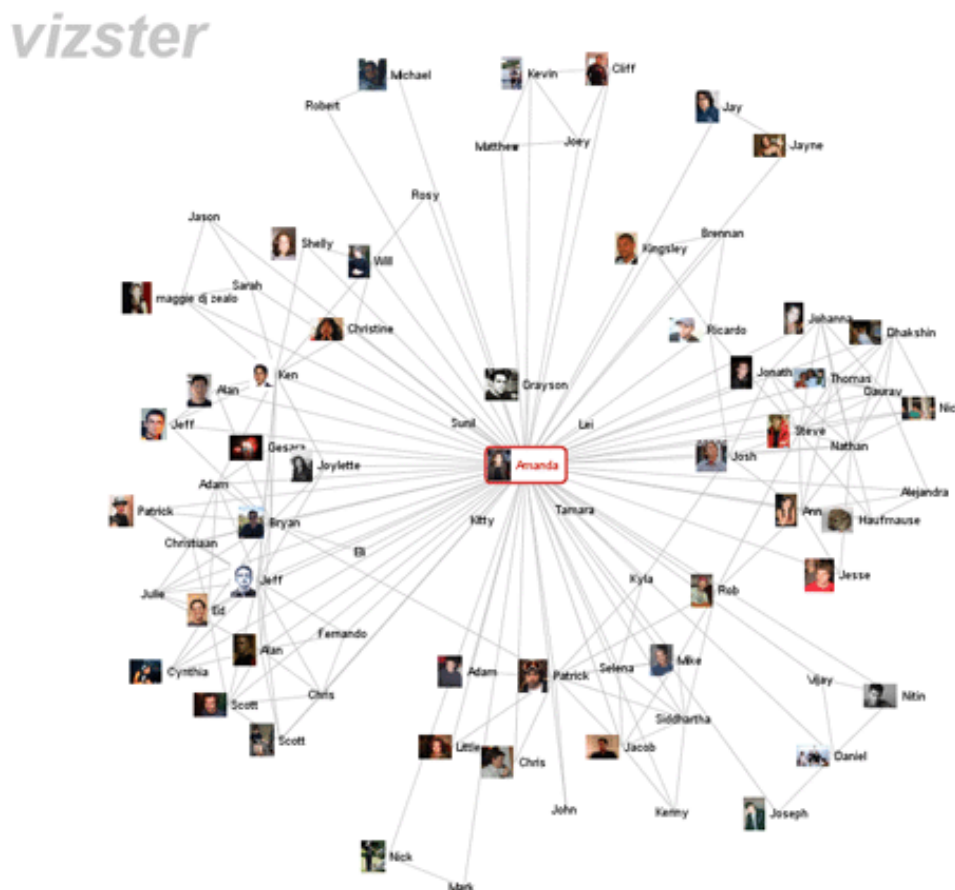 vizster
Michael
Kevin
Cliff
Robert
Jay
Matthew
Joey
Jayne
Rosy
Jason
Shelly
Will
Brennan
Kingsley
Sarah
maggie dj zealo
Christine
Ricardo
Johanna
Dhakshin
Ken
Alan
Grayson
Jonath
Thomas
Gaurav
Nic
Jeff
Sunil
Lei
Steve
Nathan
Gesara
Joylette
Amanda
Josh
Adam
Alejandra
Patrick
Bryan
Kitty
Tamara
Ann
Haufmause
Christiaan
Eli
Jeff
Kyla
Rob
Jesse
Julie
Ed
Fernando
Alan
Cynthia
Adam
Patrick
Selena
Mike
Vijay
Nitin
Scott
Chris
Siddhartha
Scott
Little
Chris
Jacob
Daniel
John
Kenny
Joseph
Nick
Mark